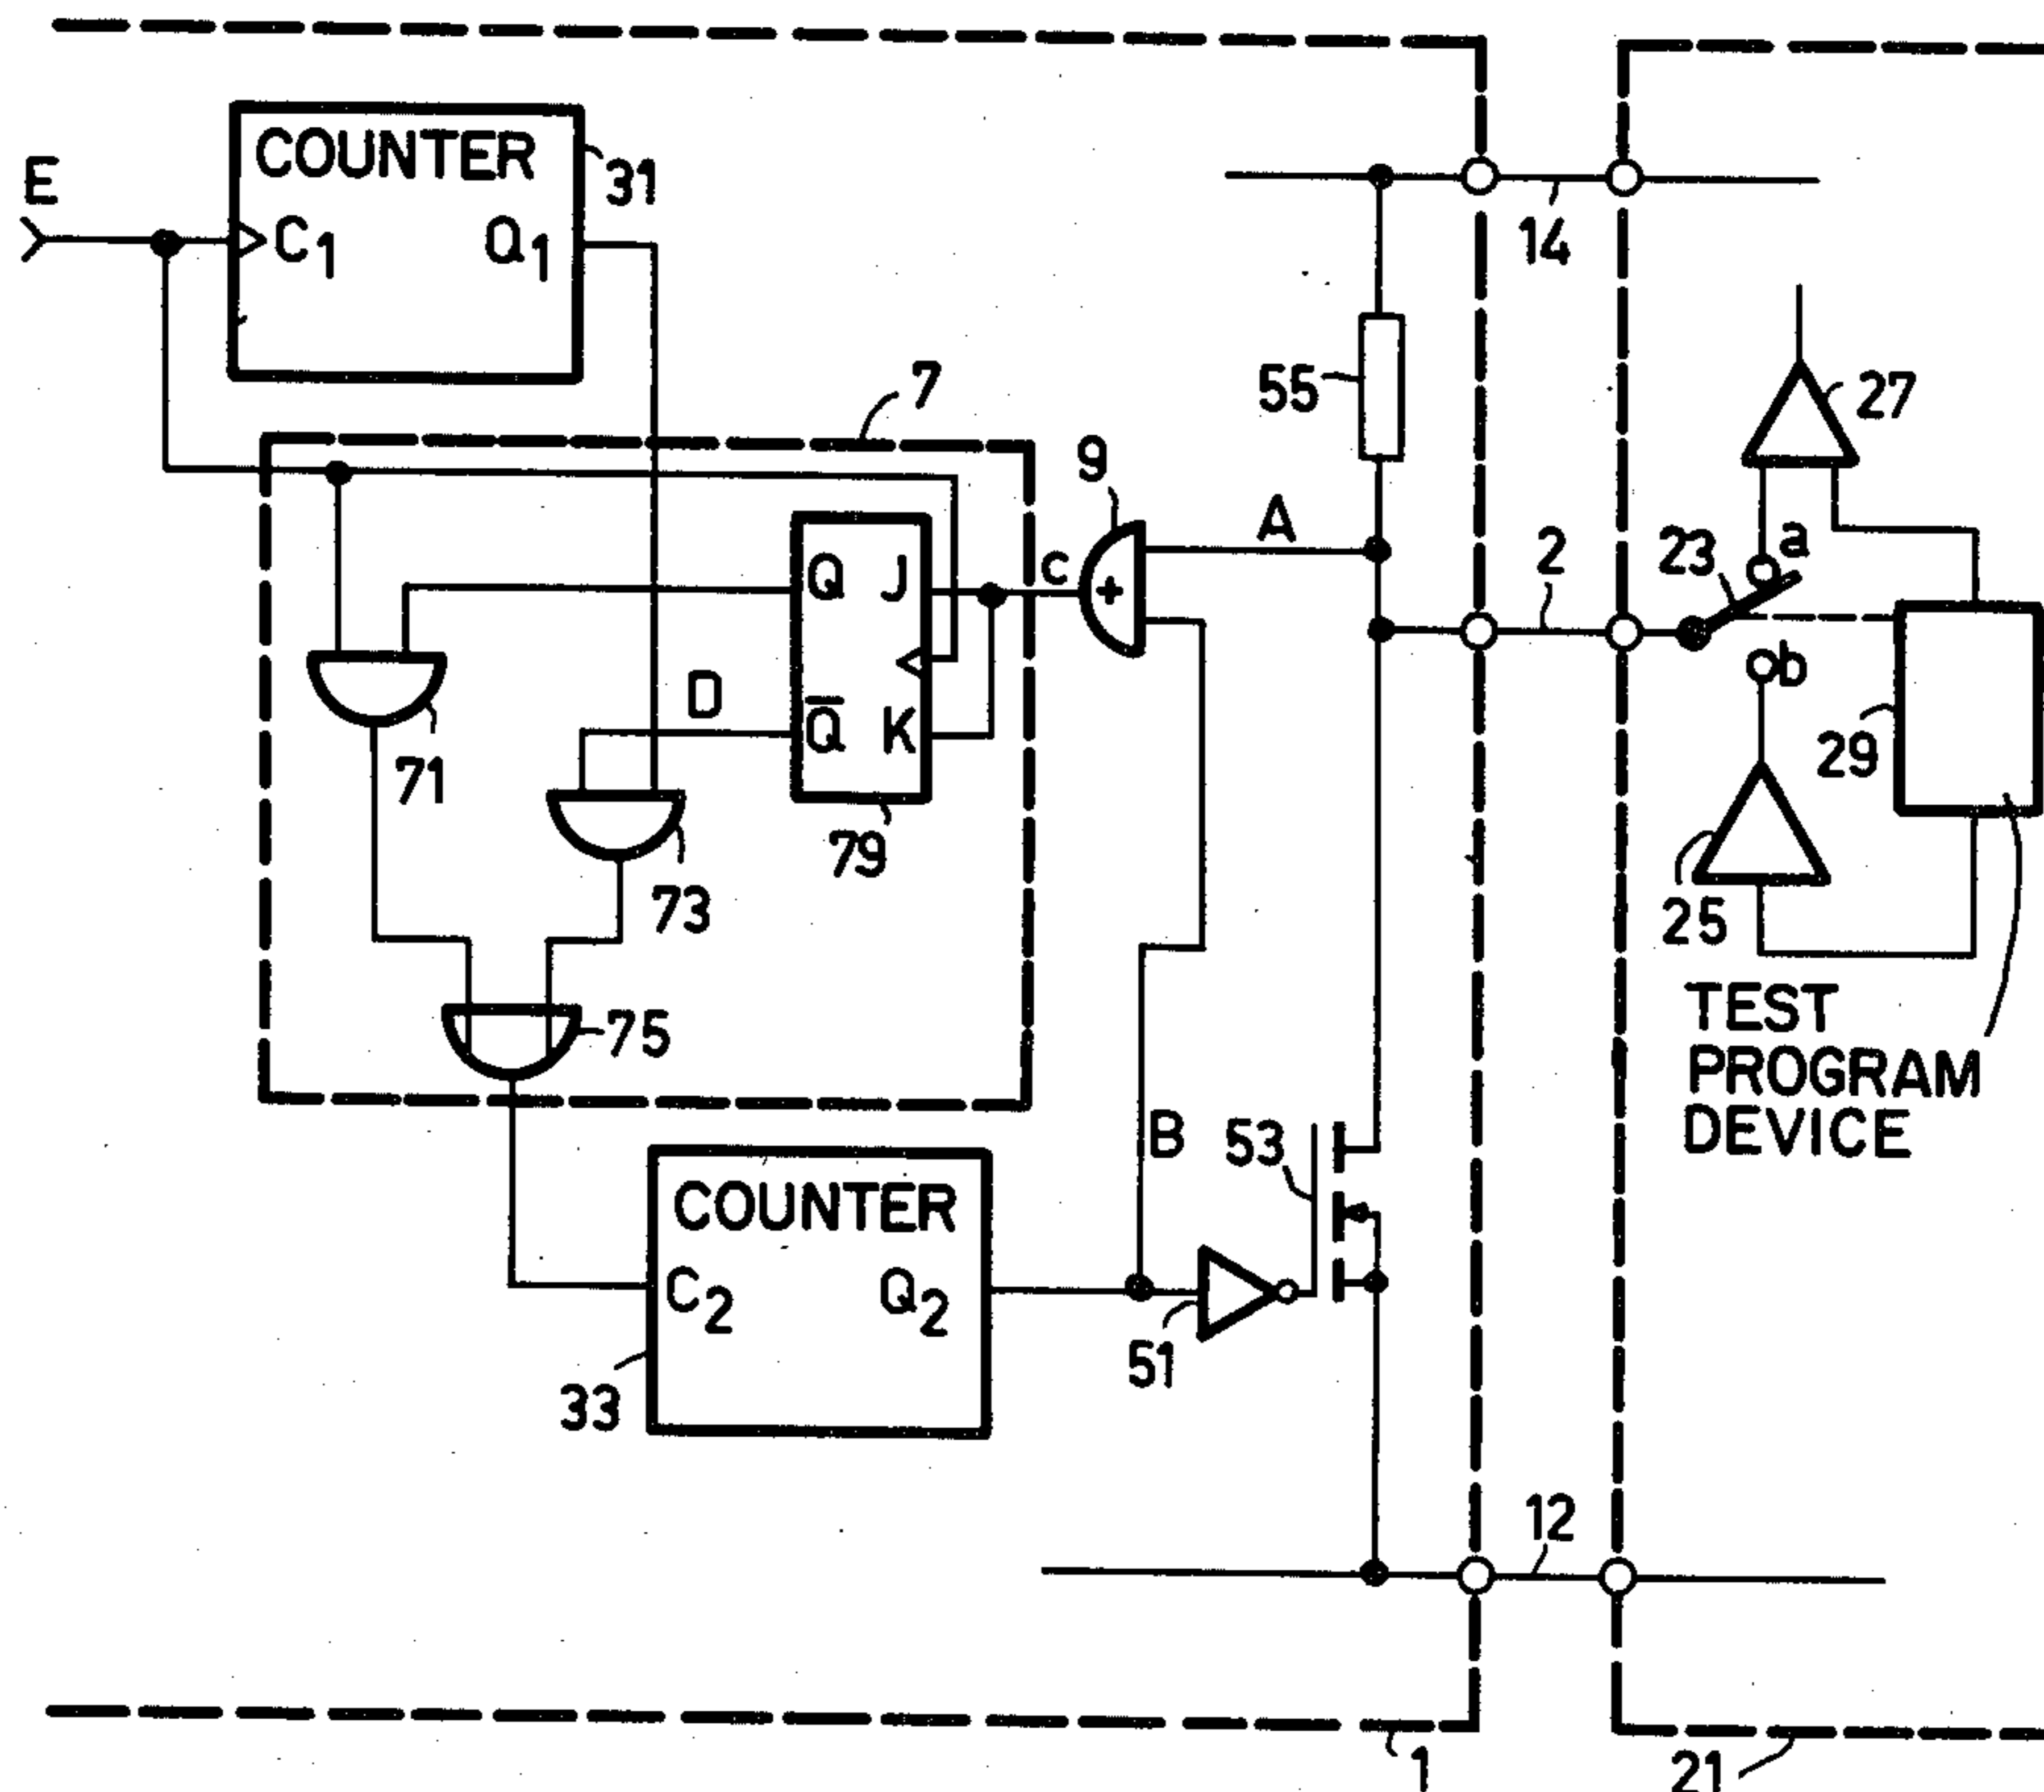 E
COUNTER
31
C1
Q1
14
7
55
27
9
A
c
+
2
23
a
b
Q
J
D
Q̅
K
71
79
73
29
25
75
TEST
PROGRAM
DEVICE
B
53
COUNTER
C2
Q2
51
33
12
1
21